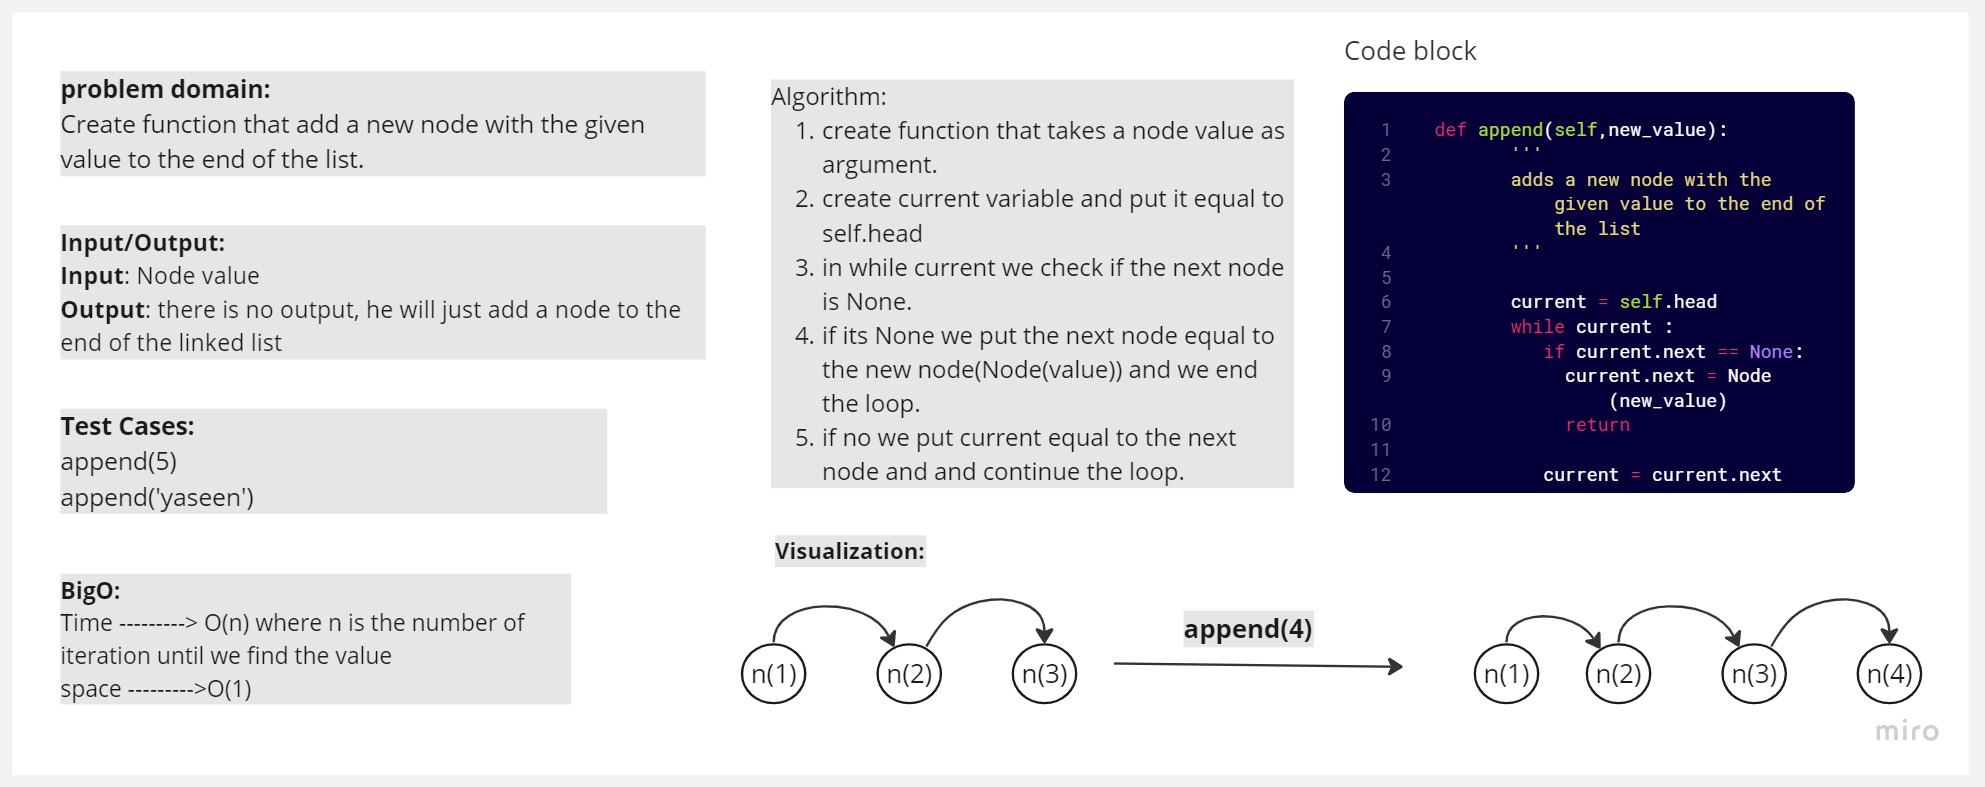 problem domain:
Create function that add a new node with the given
value to the end of the list.
Input/Output:
Input: Node value
Output: there is no output, he will just add a node to the
end of the linked list
Test Cases:
append(5)
append('yaseen')
BigO:
Time ---------> O(n) where n is the number of
iteration until we find the value
space --------->O(1)
Algorithm:
1. create function that takes a node value as
argument.
2. create current variable and put it equal to
self.head
3. in while current we check if the next node
is None.
4. if its None we put the next node equal to
the new node(Node(value)) and we end
the loop.
5. if no we put current equal to the next
node and and continue the loop.
Code block
1 def append(self,new_value):
2 '''
3 adds a new node with the
given value to the end of
the list
4 '''
5
6 current = self.head
7 while current :
8 if current.next == None:
9 current.next = Node
(new_value)
10 return
11
12 current = current.next
Visualization:
n(1) n(2) n(3)
append(4)
n(1) n(2) n(3) n(4)
miro